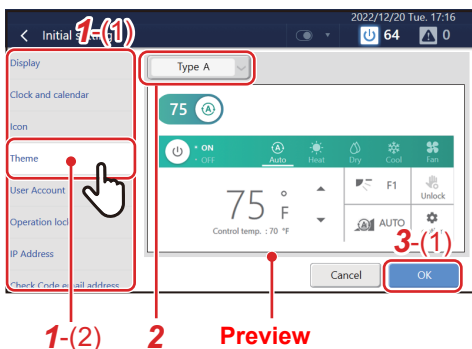 2022/12/20 Tue. 17:16
Initial S
1-(1)
64
0
Display
Type A
Clock and calendar
75 A
Icon
• ON
• OFF
Auto
Heat
Dry
Cool
Fan
Theme
F1
Unlock
User Account
75 °F
A AUTO
Operation lock
Control temp. : 70 °F
3-(1)
IP Address
Cancel
OK
Check Code email address
1-(2)
2
Preview